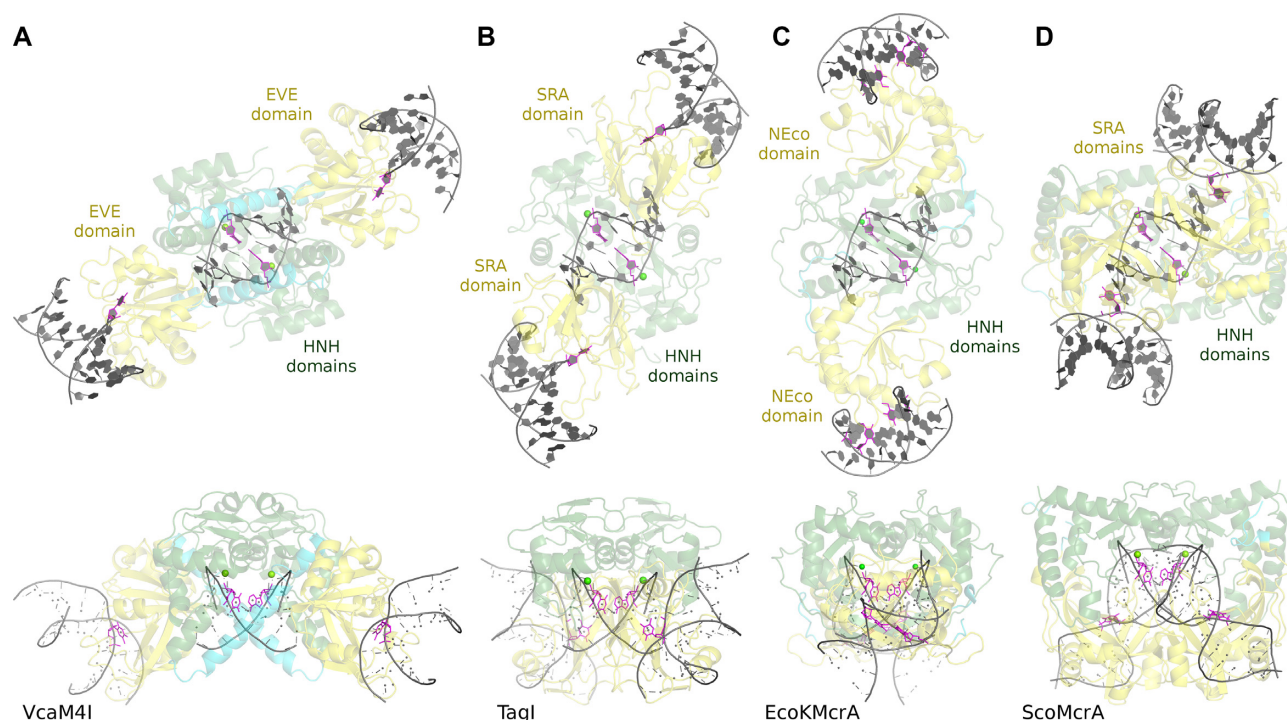 A
EVE
domain
EVE
domain
HNH
domains
VcaM4I
B
SRA
domain
SRA
domain
HNH
domains
TagI
C
NEco
domain
HNH
domains
NEco
domain
EcoKMcrA
D
SRA
domains
HNH
domains
ScoMcrA